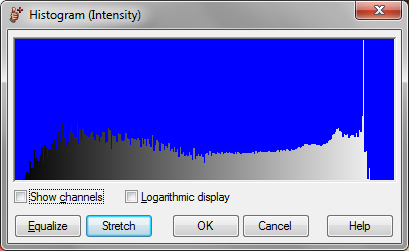 Histogram (Intensity)
Show channels
Logarithmic display
Equalize
Stretch
OK
Cancel
Help